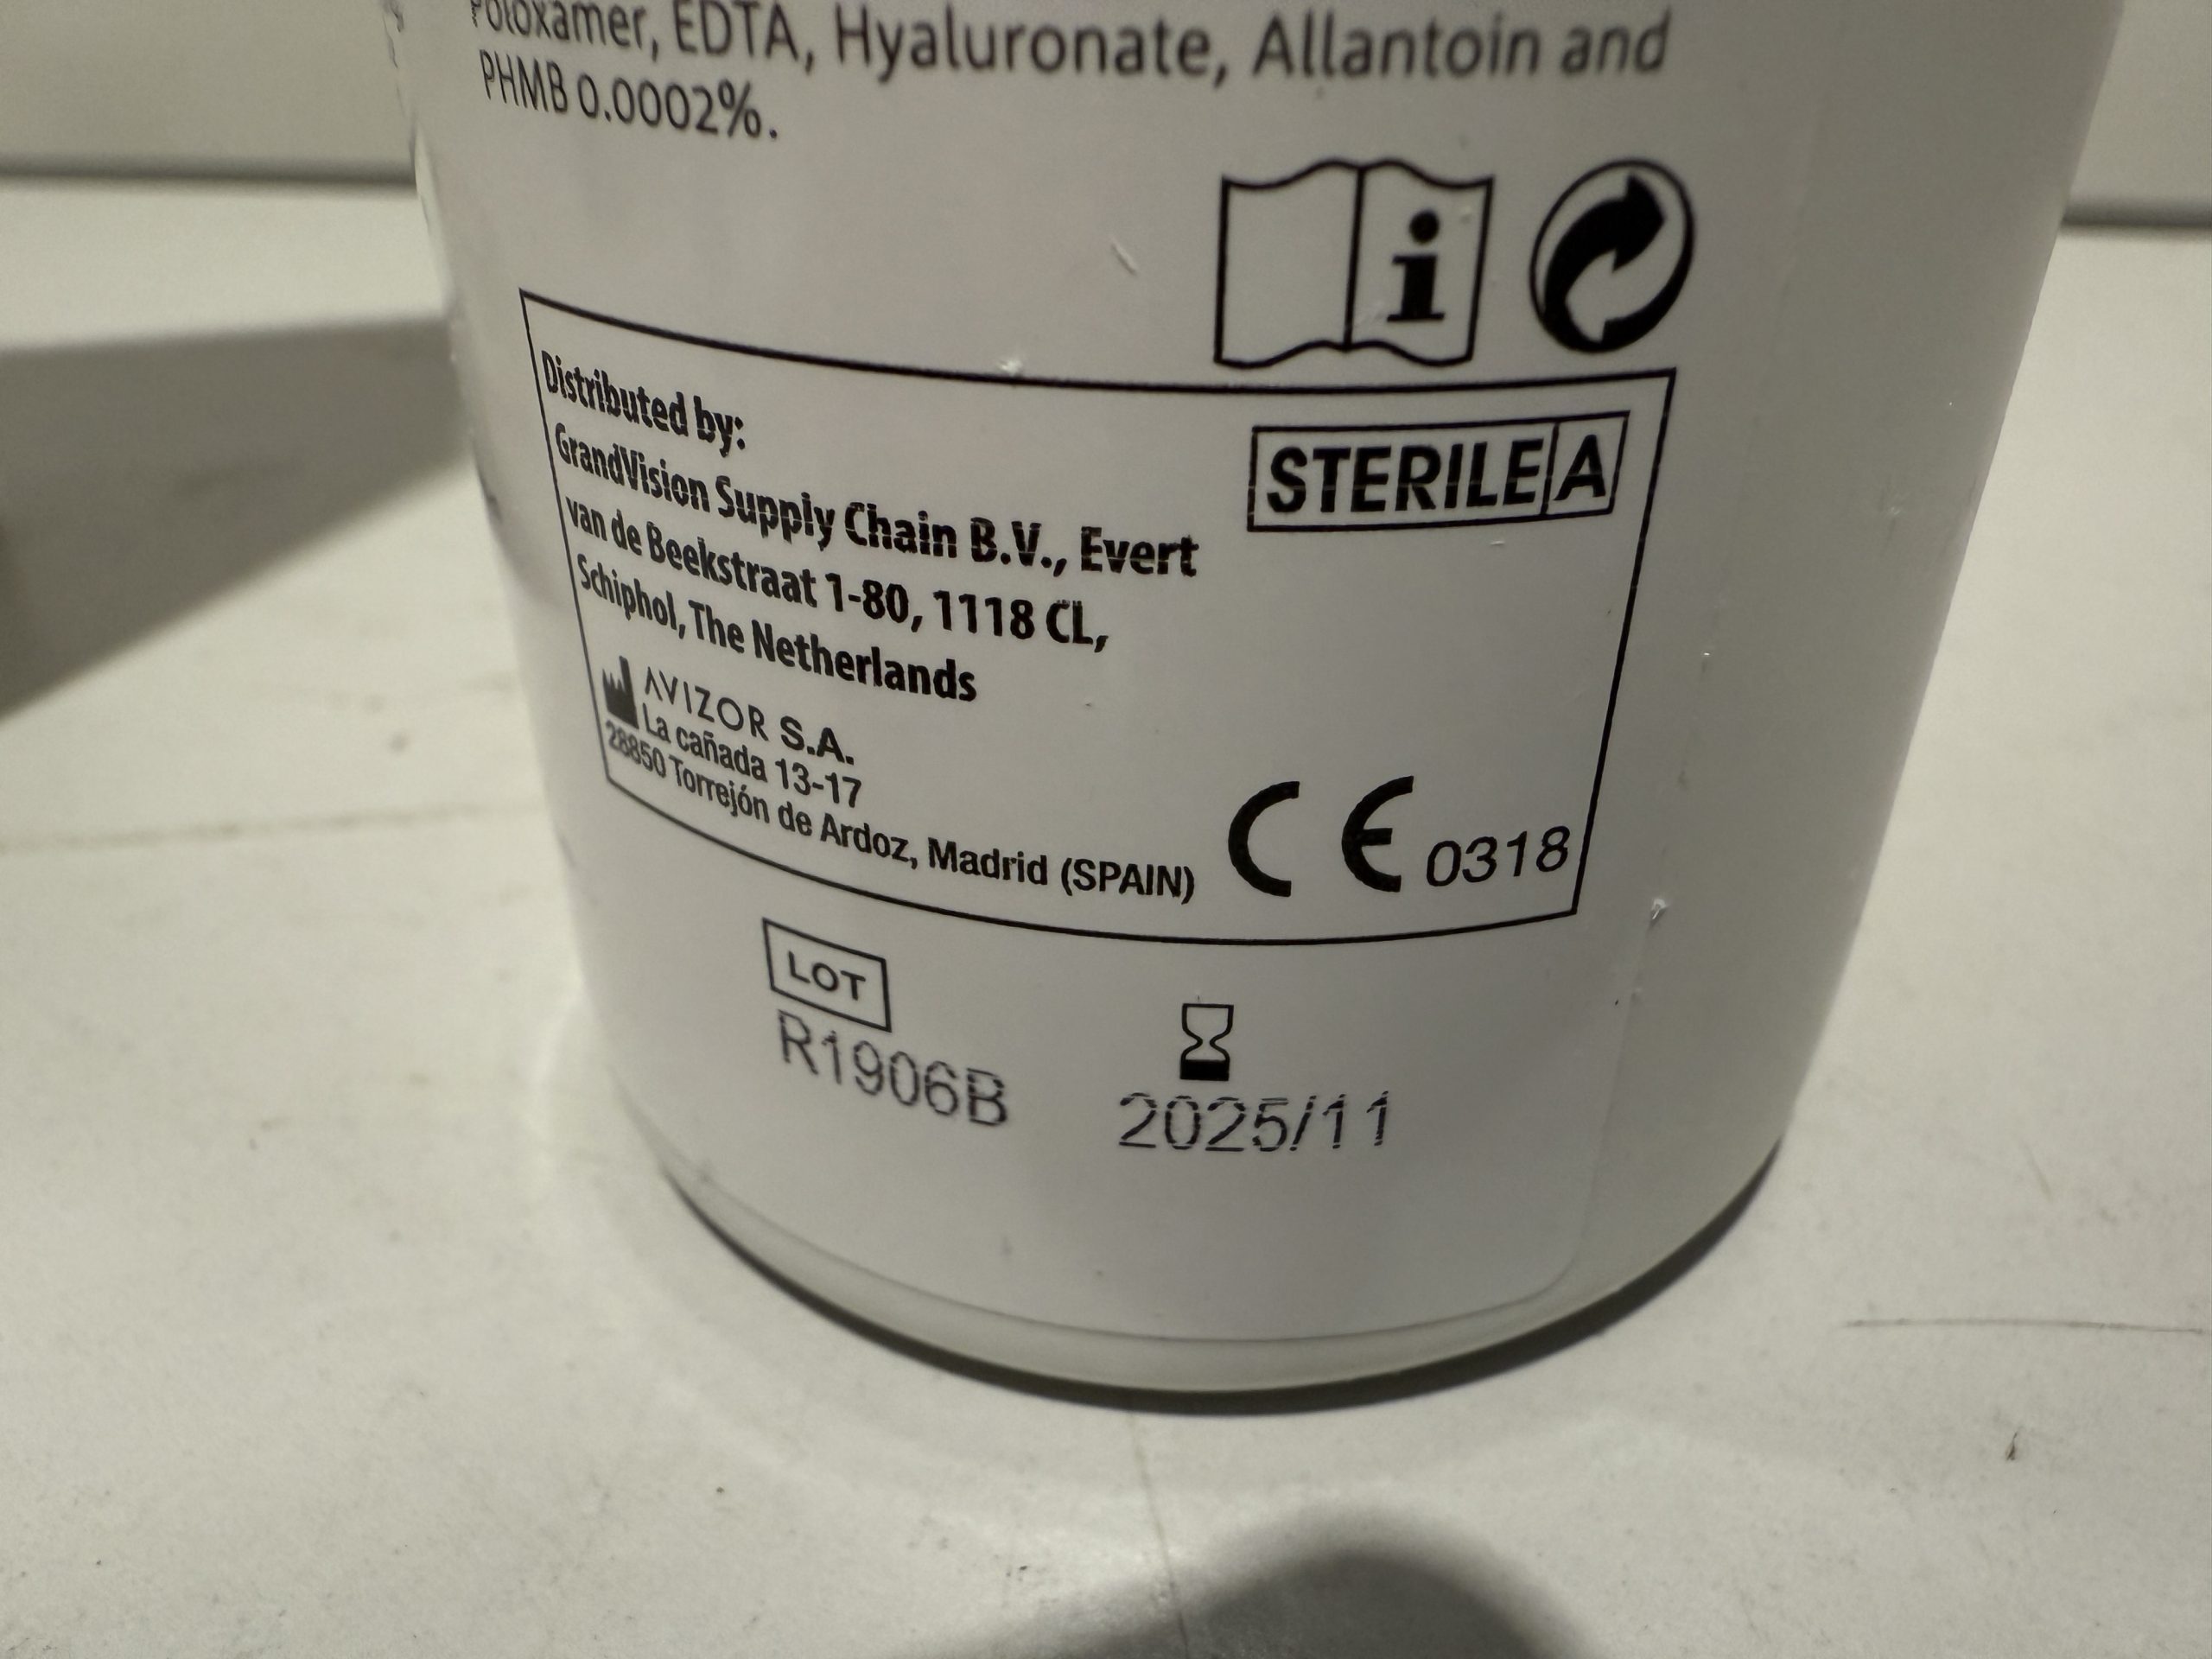 Poloxamer, EDTA, Hyaluronate, Allantoin and
PHMB 0.0002%.
i
Distributed by:
GrandVision Supply Chain B.V., Evert
van de Beekstraat 1-80, 1118 CL,
Schiphol, The Netherlands
STERILE A
AVIZOR S.A.
La cañada 13-17
28850 Torrejón de Ardoz, Madrid (SPAIN)
CE 0318
LOT
R1906B
2025/11